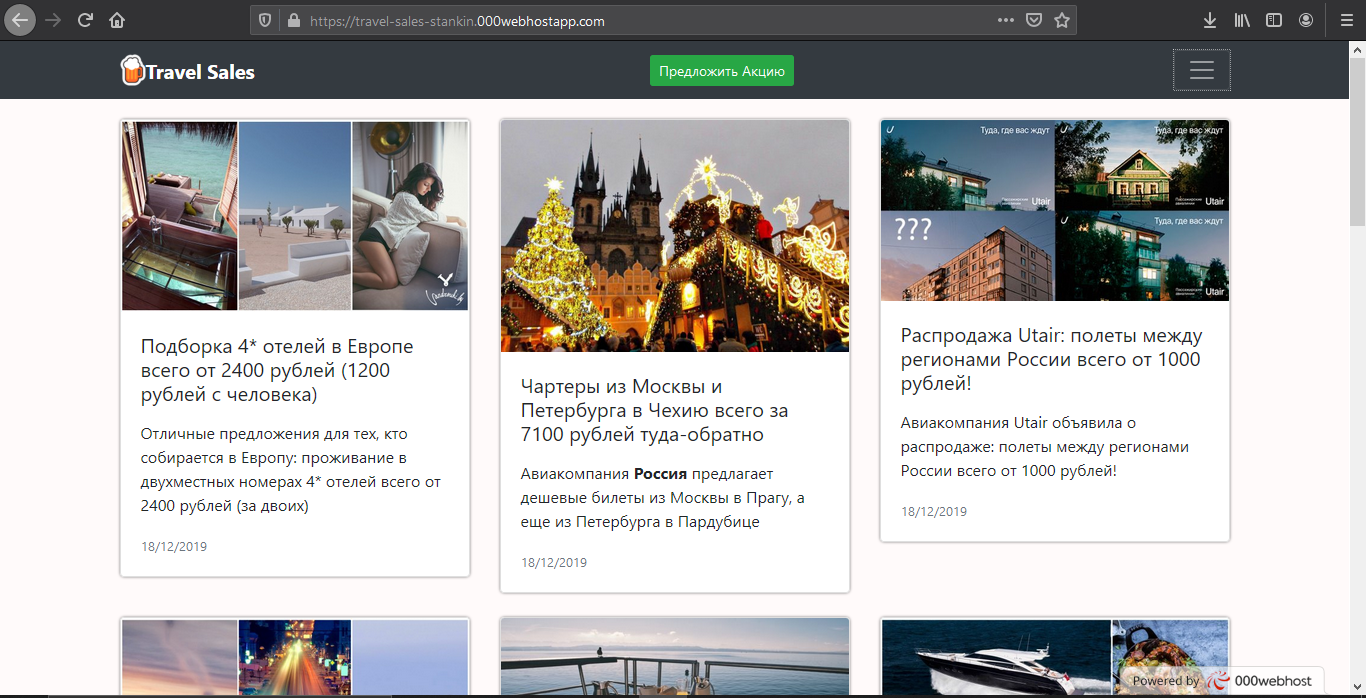 https://travel-sales-stankin.000webhostapp.com
Travel Sales
Предложить Акцию
Подборка 4* отелей в Европе
всего от 2400 рублей (1200
рублей с человека)
Отличные предложения для тех, кто
собирается в Европу: проживание в
двухместных номерах 4* отелей всего от
2400 рублей (за двоих)
18/12/2019
Чартеры из Москвы и
Петербурга в Чехию всего за
7100 рублей туда-обратно
Авиакомпания Россия предлагает
дешевые билеты из Москвы в Прагу, а
еще из Петербурга в Пардубице
18/12/2019
Туда, где вас ждут
Туда, где вас ждут
Utair
Utair
???
Туда, где вас ждут
Utair
Распродажа Utair: полеты между
регионами России всего от 1000
рублей!
Авиакомпания Utair объявила о
распродаже: полеты между регионами
России всего от 1000 рублей!
18/12/2019
Powered by 000webhost